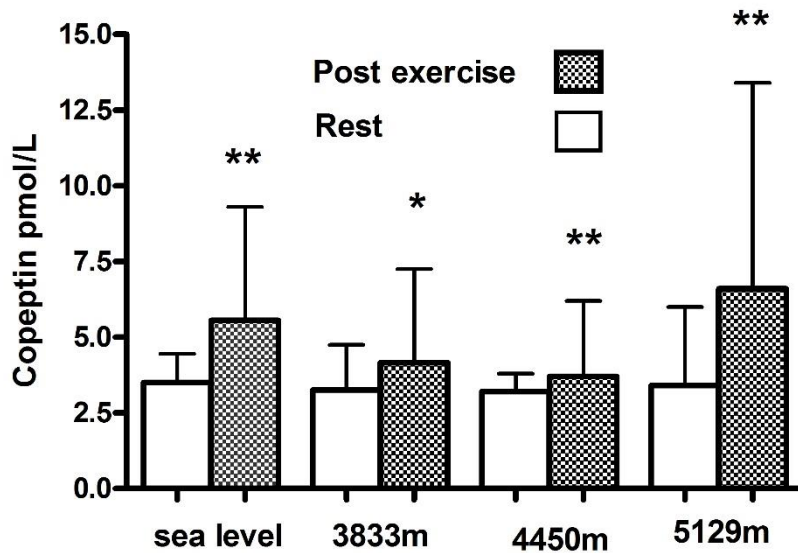 **
15.0
Post exercise
12.5
Rest
**
10.0
*
**
7.5
Copeptin pmol/L
5.0
2.5
0.0
sea level 3833m 4450m 5129m